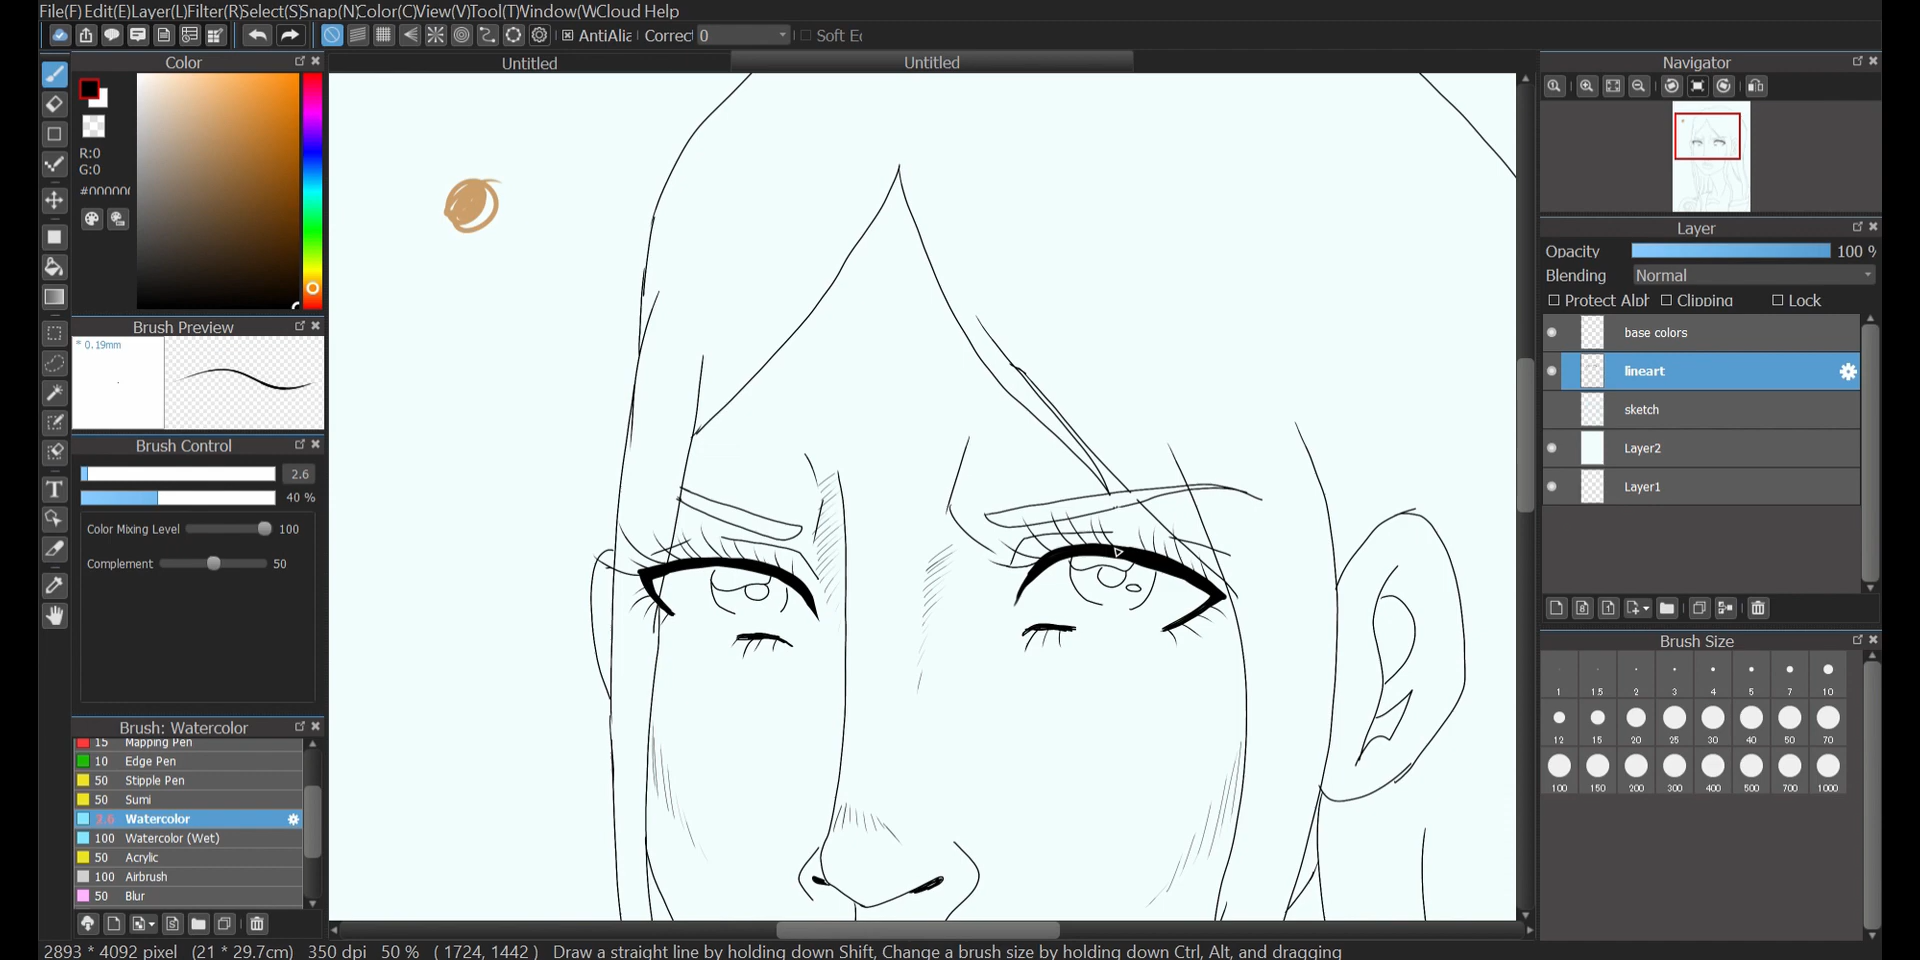 File(F) Edit(E) Layer(L) Filter(R) Select(S) Snap(N) Color(C) View(V) Tool(T) Window(W Cloud Help
AntiAlia Correct 0 Soft Ec
Color
Untitled
Untitled
Navigator
R:0
G:0
#000000
Layer
Opacity 100 %
Blending Normal
Protect Alph Clipping Lock
base colors
lineart
sketch
Layer2
Layer1
Brush Preview
* 0.19mm
Brush Control
2.6
40 %
Color Mixing Level 100
Complement 50
Brush Size
1 1.5 2 3 4 5 7 10
12 15 20 25 30 40 50 70
100 150 200 300 400 500 700 1000
Brush: Watercolor
15 Mapping Pen
10 Edge Pen
50 Stipple Pen
50 Sumi
2.6 Watercolor
100 Watercolor (Wet)
50 Acrylic
100 Airbrush
50 Blur
2893 * 4092 pixel (21 * 29.7cm) 350 dpi 50 % ( 1724, 1442 ) Draw a straight line by holding down Shift, Change a brush size by holding down Ctrl, Alt, and dragging